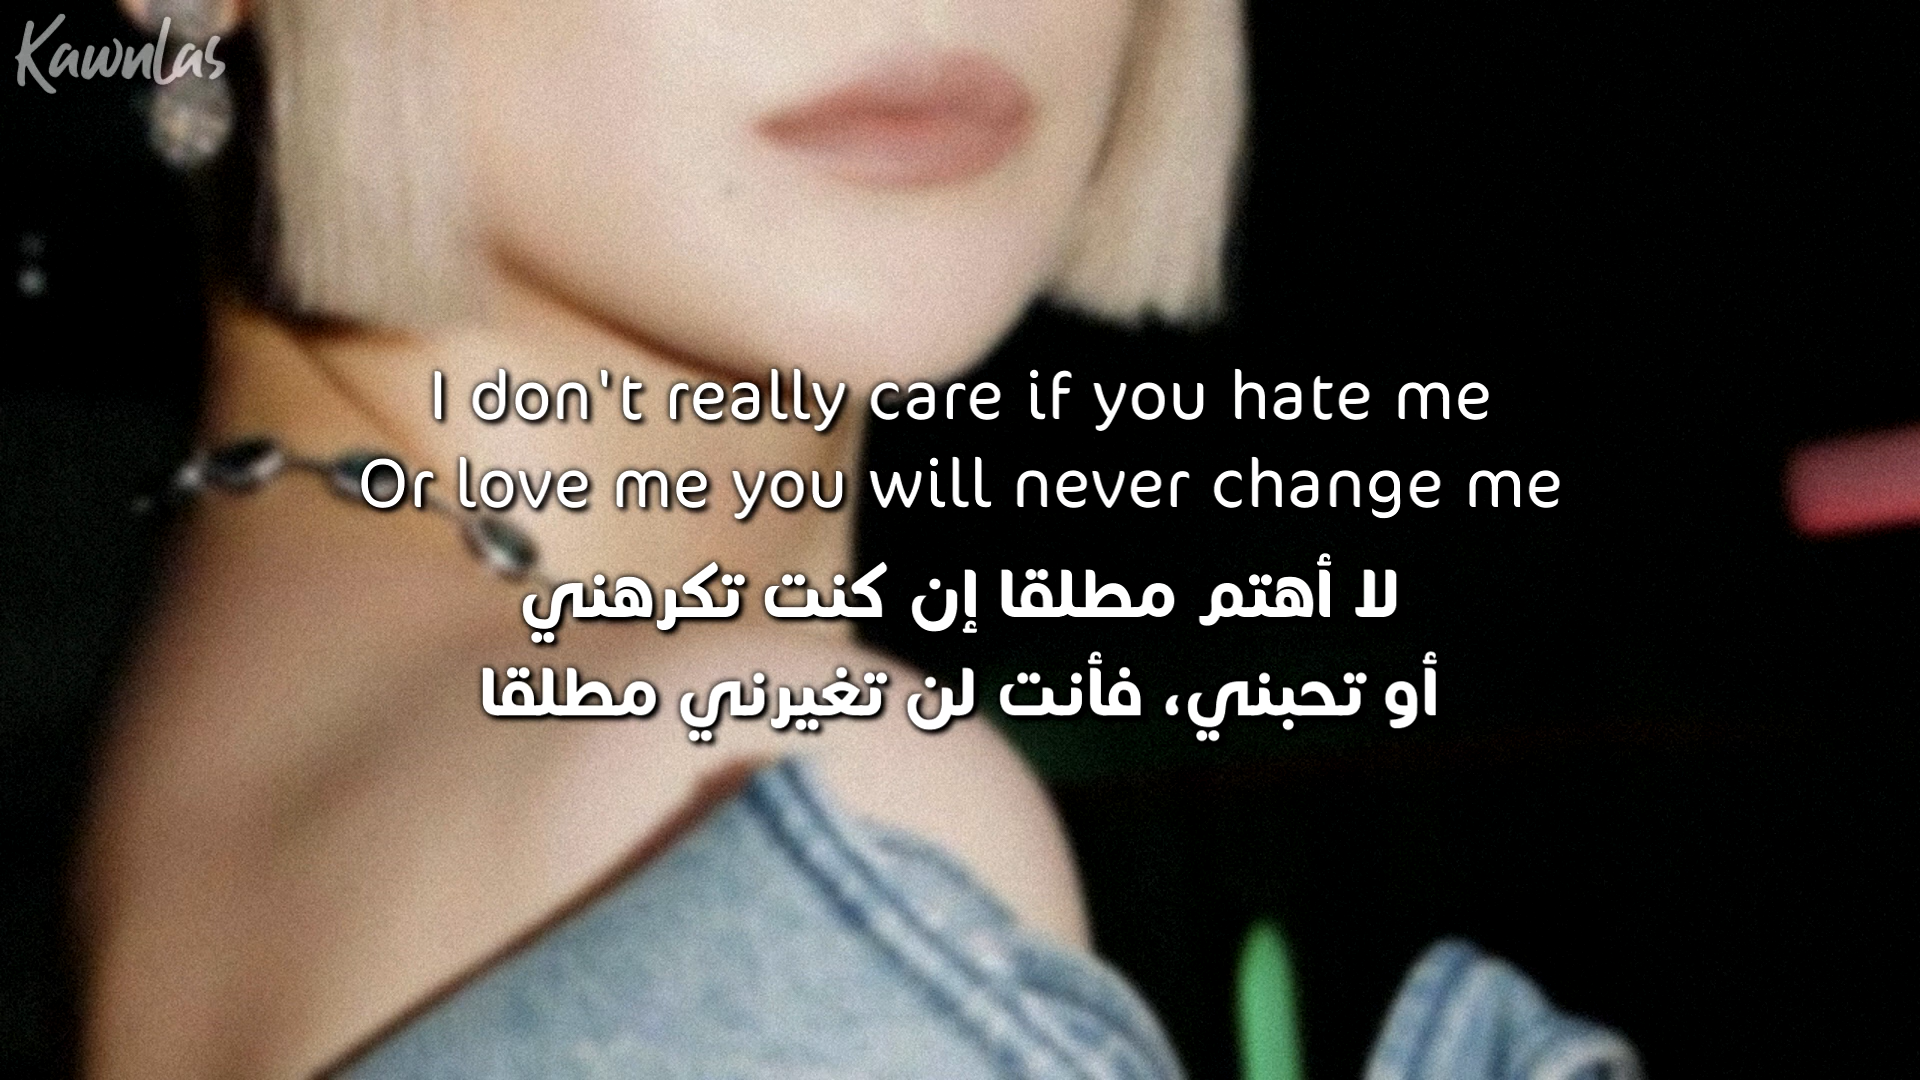 Kawnlas
I don't really care if you hate me
Or love me you will never change me
لا أهتم مطلقا إن كنت تكرهني
أو تحبني، فأنت لن تغيرني مطلقا